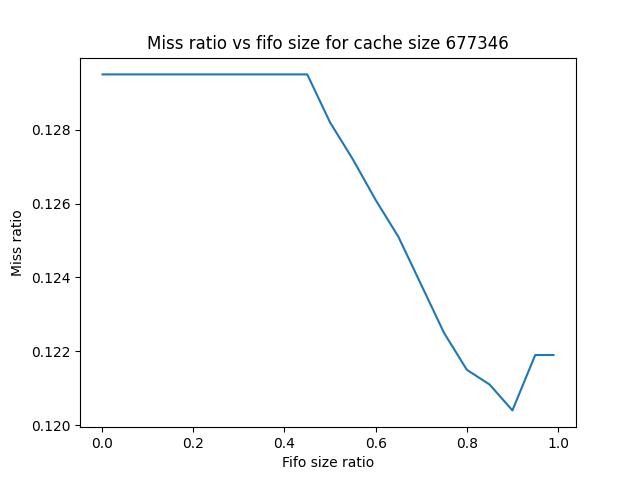 Miss ratio vs fifo size for cache size 677346
Miss ratio
0.128
0.126
0.124
0.122
0.120
0.0 0.2 0.4 0.6 0.8 1.0
Fifo size ratio